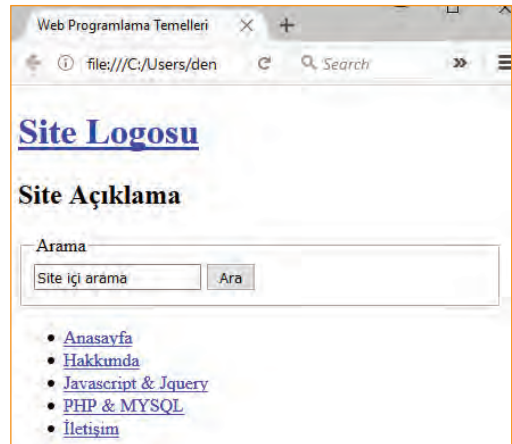 Web Programlama Temelleri
file:///C:/Users/den
Search
Site Logosu
Site Açıklama
Arama
Site içi arama
Ara
Anasayfa
Hakkımda
Javascript & Jquery
PHP & MYSQL
İletişim